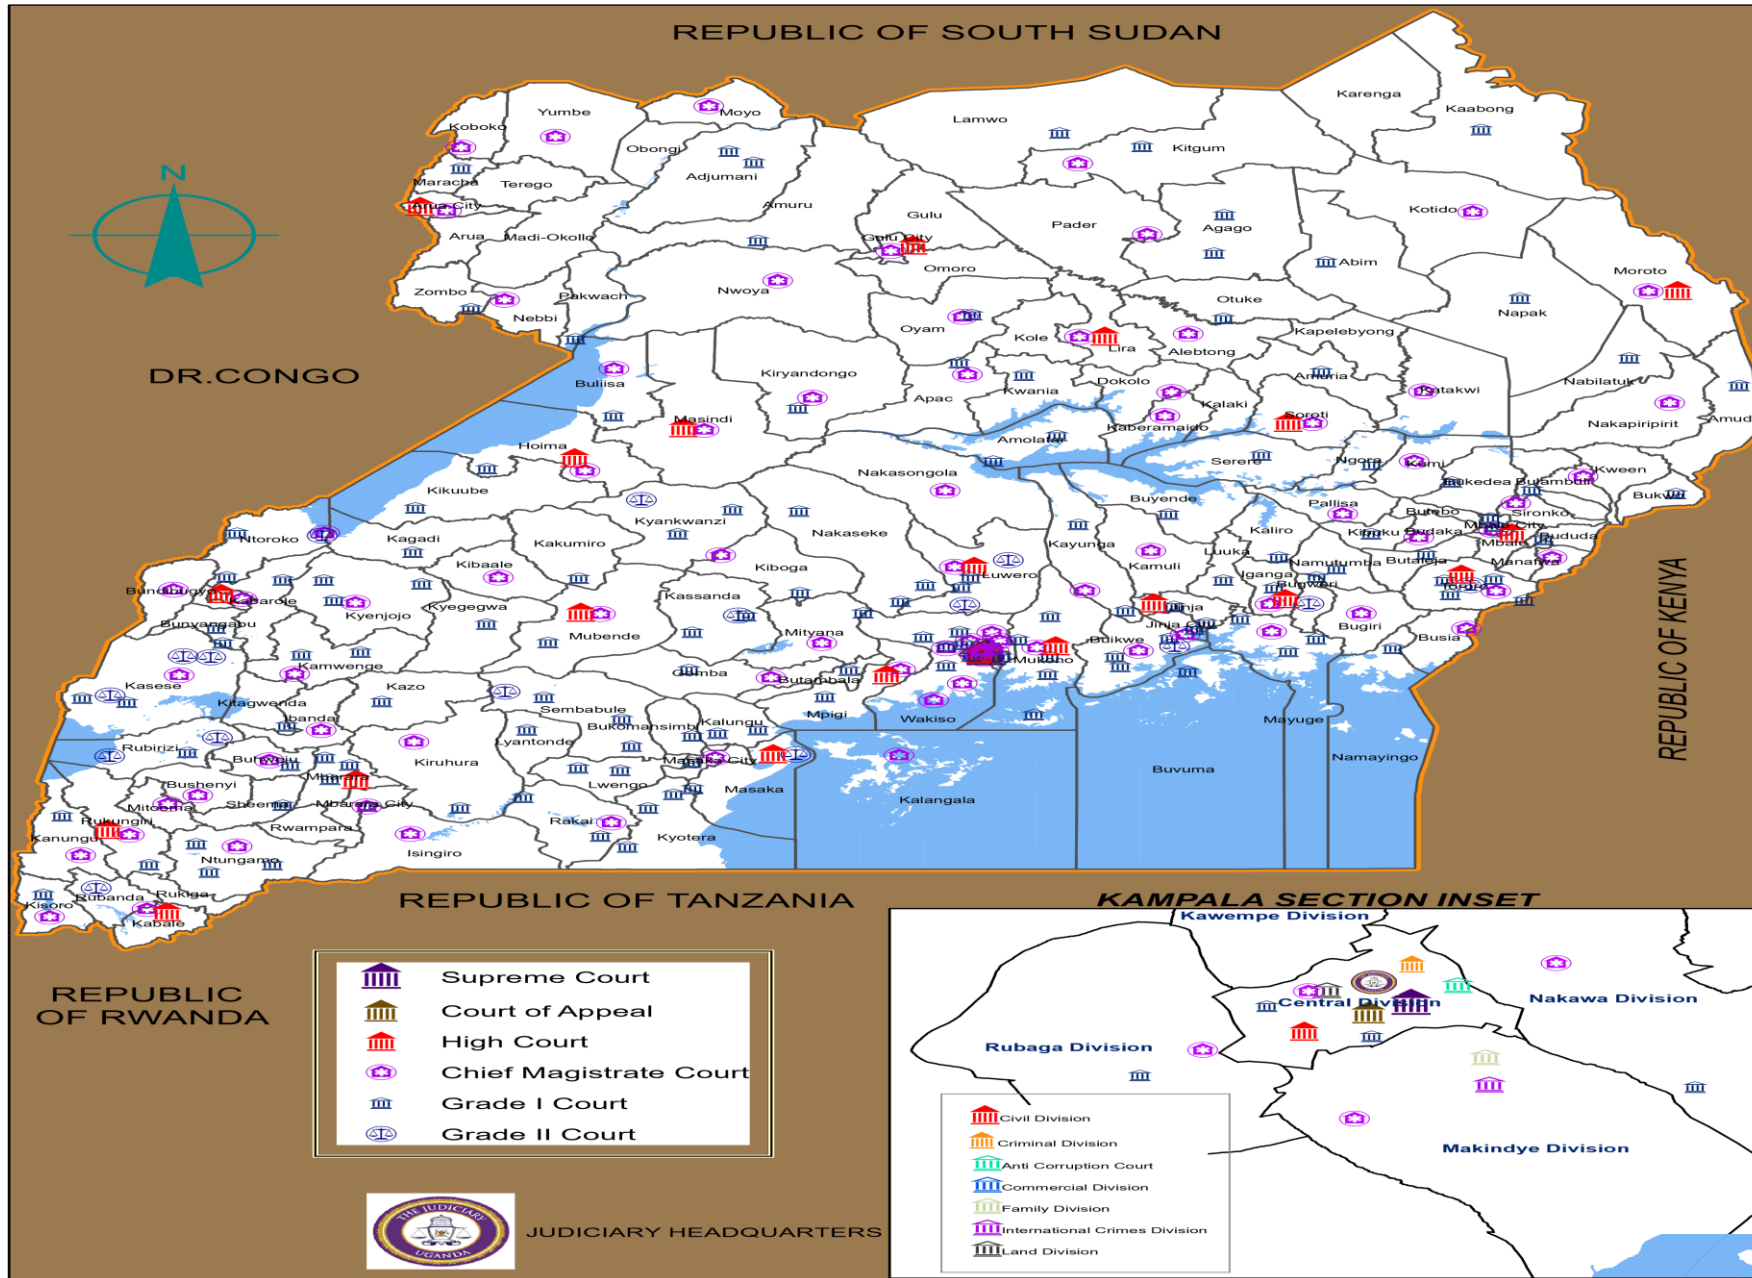 REPUBLIC OF SOUTH SUDAN
Karenga
Kaabong
Yumbe
Moyo
Koboko
Lamwo
Obongi
Kitgum
Adjumani
Maracha
Terego
Arua City
Amuru
Gulu
Kotido
Pader
Agago
Arua
Madi-Okollo
Gulu City
Omoro
Abim
Moroto
Zombo
Pakwach
Nwoya
Nebbi
Otuke
Napak
Oyam
Kole
Lira
Kapelebyong
Alebtong
N
DR.CONGO
Buliisa
Kiryandongo
Apac
Kwania
Dokolo
Amuria
Katakwi
Nabilatuk
Kalaki
Masindi
Soroti
Kaberamaido
Nakapiripirit
Amud
Hoima
Amolatar
Nakasongola
Serere
Ngora
Kumi
Kween
Kikuube
Buyende
Bukedea
Bulambuli
Bukwo
Kyankwanzi
Pallisa
Butebo
Sironko
Ntoroko
Kagadi
Kakumiro
Nakaseke
Kayunga
Kaliro
Kibuku
Budaka
Mbale City
Mbale
Bududa
Kibaale
Kiboga
Luwero
Kamuli
Luuka
Namutumba
Butaleja
Manafwa
Iganga
Bugweri
Tororo
Bundibugyo
Kabarole
Kyenjojo
Kyegegwa
Kassanda
Bunyangabu
Mubende
Mityana
Buikwe
Jinja
Jinja City
Bugiri
Busia
REPUBLIC OF KENYA
Kamwenge
Gomba
Butambala
Mukono
Kasese
Kazo
Kitagwenda
Sembabule
Mpigi
Wakiso
Mayuge
Ibanda
Bukomansimbi
Kalungu
Rubirizi
Lyantonde
Buhweju
Kiruhura
Masaka City
Buvuma
Namayingo
Mbarara
Bushenyi
Lwengo
Masaka
Kalangala
Mitooma
Sheema
Mbarara City
Rukungiri
Rwampara
Rakai
Kanungu
Isingiro
Kyotera
Ntungamo
Rubanda
Rukiga
Kisoro
Kabale
REPUBLIC OF TANZANIA
REPUBLIC
OF RWANDA
Supreme Court
Court of Appeal
High Court
Chief Magistrate Court
Grade I Court
Grade II Court
THE JUDICIARY
UGANDA
JUDICIARY HEADQUARTERS
KAMPALA SECTION INSET
Kawempe Division
Central Division
Nakawa Division
Rubaga Division
Makindye Division
Civil Division
Criminal Division
Anti Corruption Court
Commercial Division
Family Division
International Crimes Division
Land Division